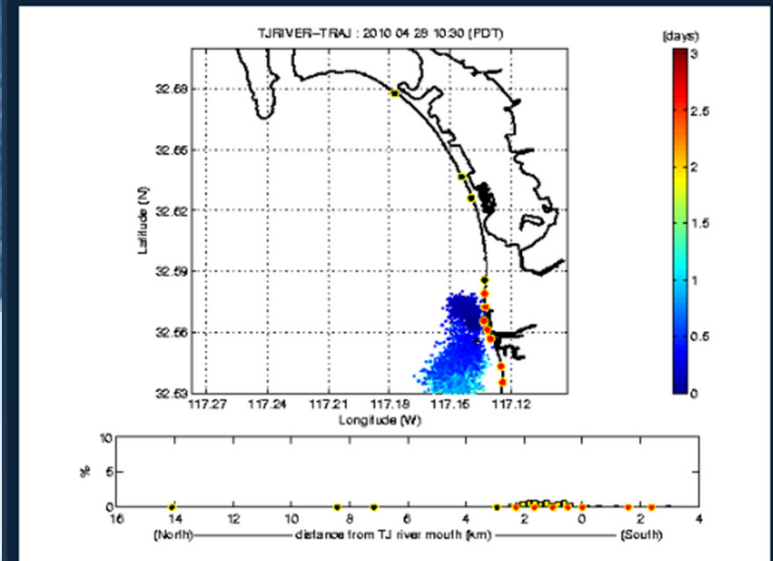 TJRIVER-TRAJ : 2010 04 28 10:30 (PDT)
(days)
3
2.5
2
1.5
1
0.5
0
Latitude (N)
32.68
32.65
32.62
32.59
32.56
32.53
117.27 117.24 117.21 117.18 117.15 117.12
Longitude (W)
%
10
5
0
16 14 12 10 8 6 4 2 0 2 4
(North) distance from TJ river mouth (km) (South)